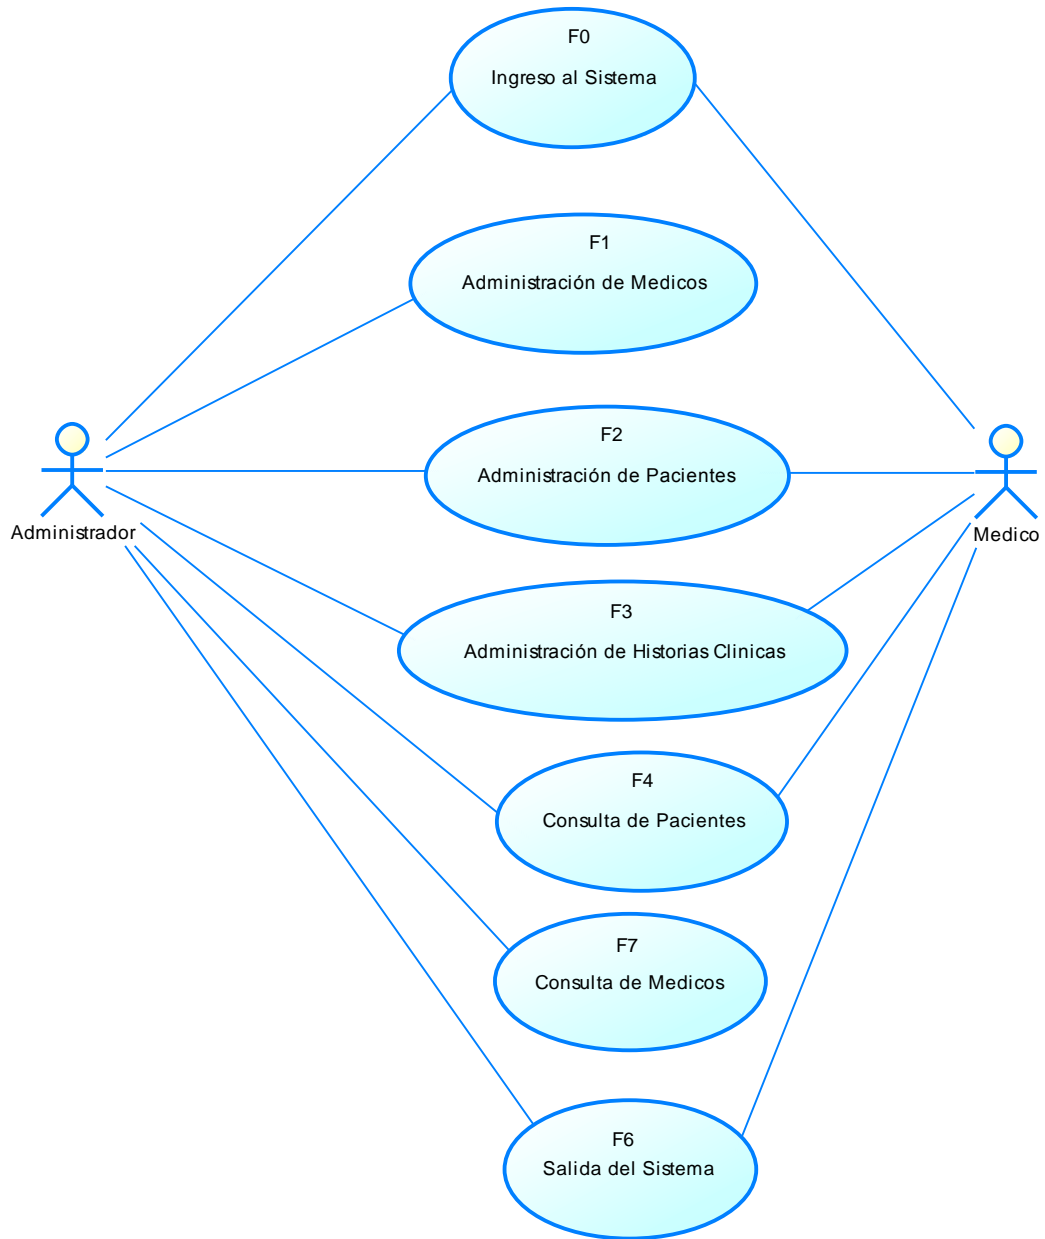 F0
Ingreso al Sistema
F1
Administración de Medicos
F2
Administración de Pacientes
Administrador
Medico
F3
Administración de Historias Clinicas
F4
Consulta de Pacientes
F7
Consulta de Medicos
F6
Salida del Sistema